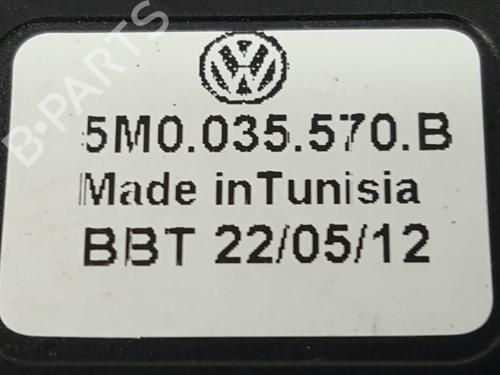 B-PARTS
5M0.035.570.B
Made inTunisia
BBT 22/05/12